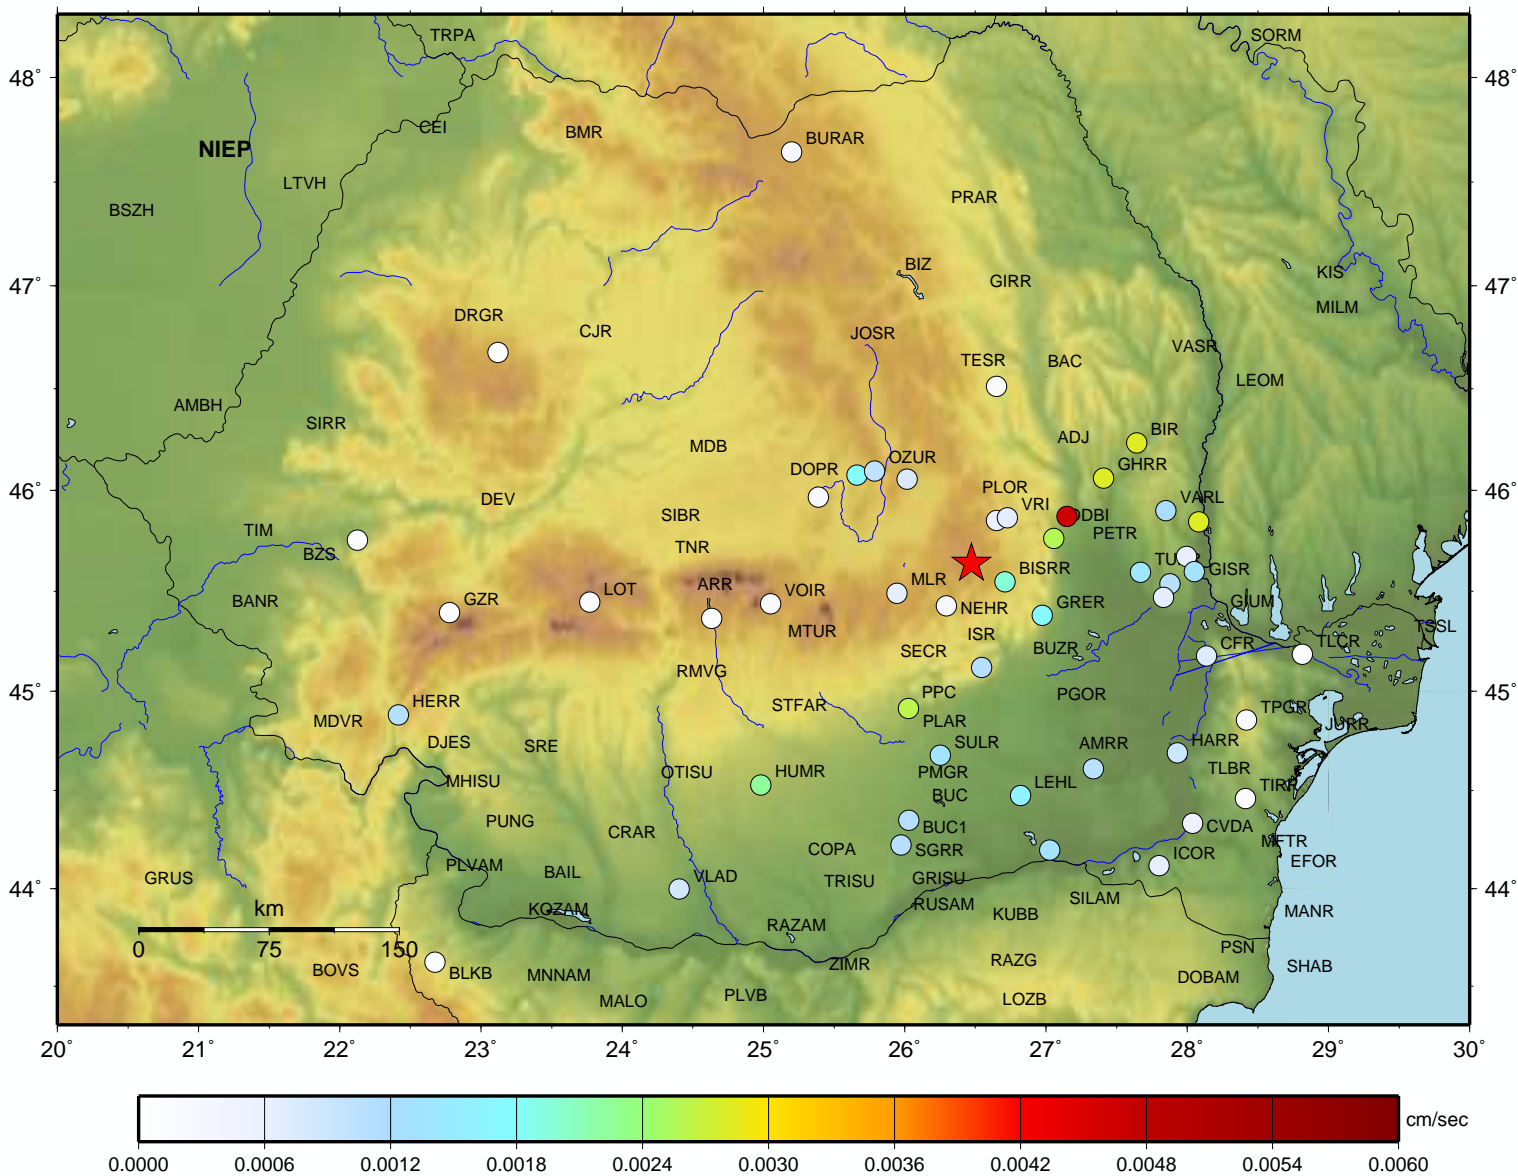 TRPA
SORM
48°
48°
CEI
BMR
BURAR
NIEP
LTVH
BSZH
PRAR
BIZ
KIS
47°
47°
GIRR
MILM
DRGR
CJR
JOSR
VASR
TESR
BAC
LEOM
AMBH
SIRR
BIR
ADJ
MDB
OZUR
GHRR
DOPR
46°
46°
DEV
PLOR
VARL
VRI
SIBR
ODBI
TIM
PETR
BZS
TNR
BISRR
GISR
MLR
ARR
LOT
VOIR
GZR
BANR
GRER
GJUM
NEHR
MTUR
ISR
TSSL
SECR
BUZR
CFR
TLCR
RMVG
45°
45°
PPC
PGOR
HERR
STFAR
TPGR
MDVR
PLAR
JURR
DJES
SRE
SULR
AMRR
HARR
OTISU
HUMR
PMGR
TLBR
MHISU
LEHL
TIRR
BUC
PUNG
CRAR
BUC1
CVDA
COPA
SGRR
MFTR
ICOR
EFOR
PLVAM
BAIL
VLAD
TRISU
GRISU
GRUS
44°
44°
SILAM
km
KOZAM
RUSAM
KUBB
MANR
RAZAM
0 75 150
PSN
ZIMR
RAZG
BOVS
BLKB
MNNAM
SHAB
DOBAM
MALO
PLVB
LOZB
20° 21° 22° 23° 24° 25° 26° 27° 28° 29° 30°
cm/sec
0.0000 0.0006 0.0012 0.0018 0.0024 0.0030 0.0036 0.0042 0.0048 0.0054 0.0060